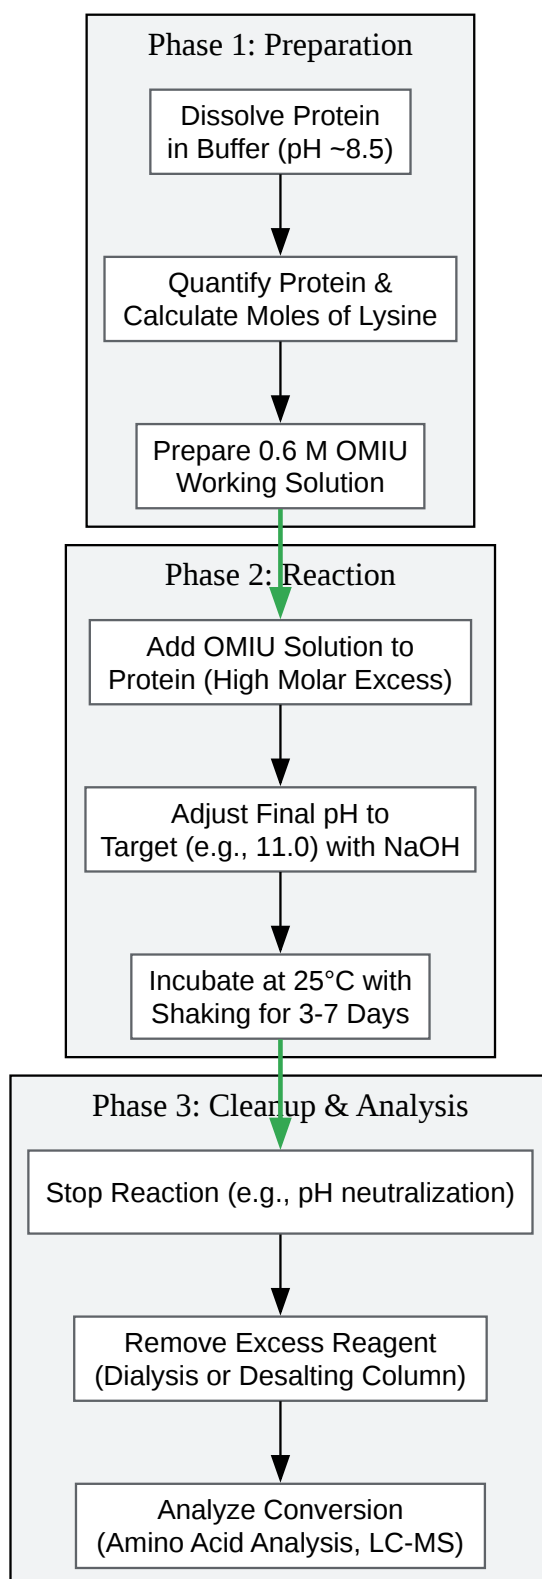 Phase 1: Preparation
Dissolve Protein
in Buffer (pH ~8.5)
Quantify Protein &
Calculate Moles of Lysine
Prepare 0.6 M OMIU
Working Solution
Phase 2: Reaction
Add OMIU Solution to
Protein (High Molar Excess)
Adjust Final pH to
Target (e.g., 11.0) with NaOH
Incubate at 25°C with
Shaking for 3-7 Days
Phase 3: Cleanup & Analysis
Stop Reaction (e.g., pH neutralization)
Remove Excess Reagent
(Dialysis or Desalting Column)
Analyze Conversion
(Amino Acid Analysis, LC-MS)